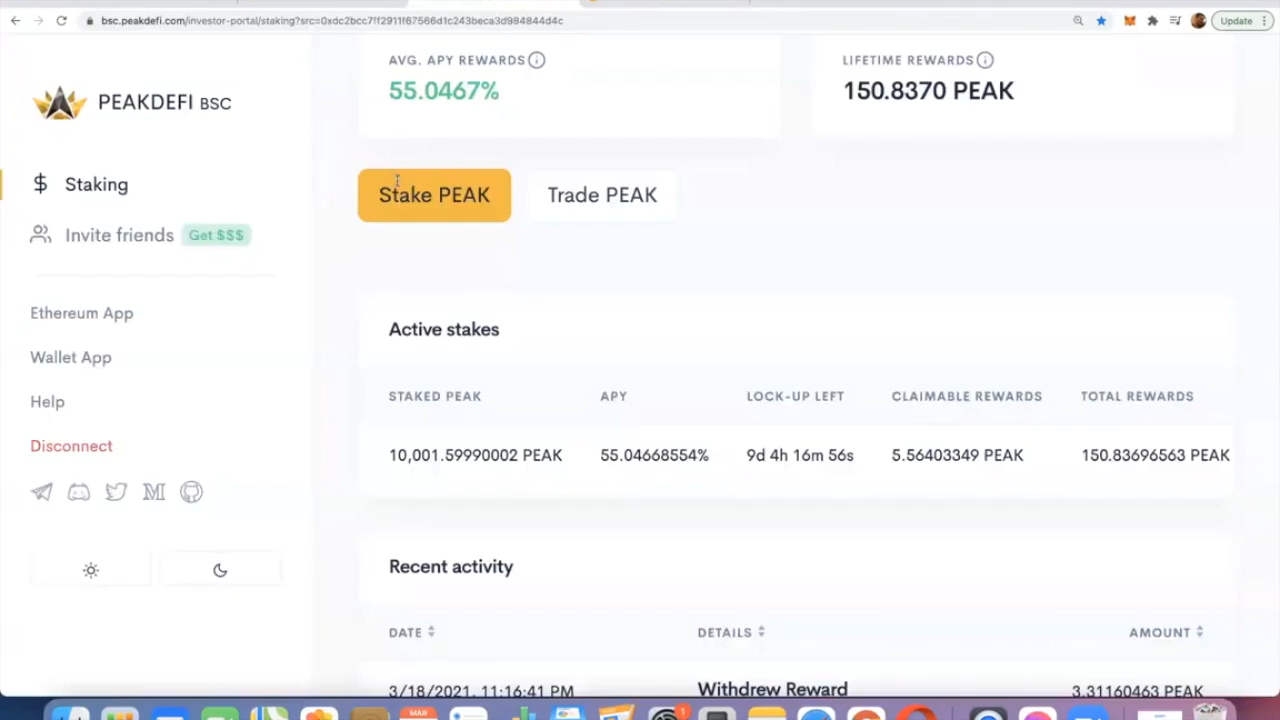 bsc.peakdefi.com/investor-portal/staking?src=0xdc2bcc7ff2911f67566d1c243beca3d984844d4c
Update
PEAKDEFI BSC
Staking
Invite friends Get $$$
Ethereum App
Wallet App
Help
Disconnect
AVG. APY REWARDS
55.0467%
LIFETIME REWARDS
150.8370 PEAK
Stake PEAK
Trade PEAK
Active stakes
STAKED PEAK APY LOCK-UP LEFT CLAIMABLE REWARDS TOTAL REWARDS
10,001.59990002 PEAK 55.04668554% 9d 4h 16m 56s 5.56403349 PEAK 150.83696563 PEAK
Recent activity
DATE DETAILS AMOUNT
3/18/2021, 11:16:41 PM Withdrew Reward 3.31160463 PEAK
MAR
1